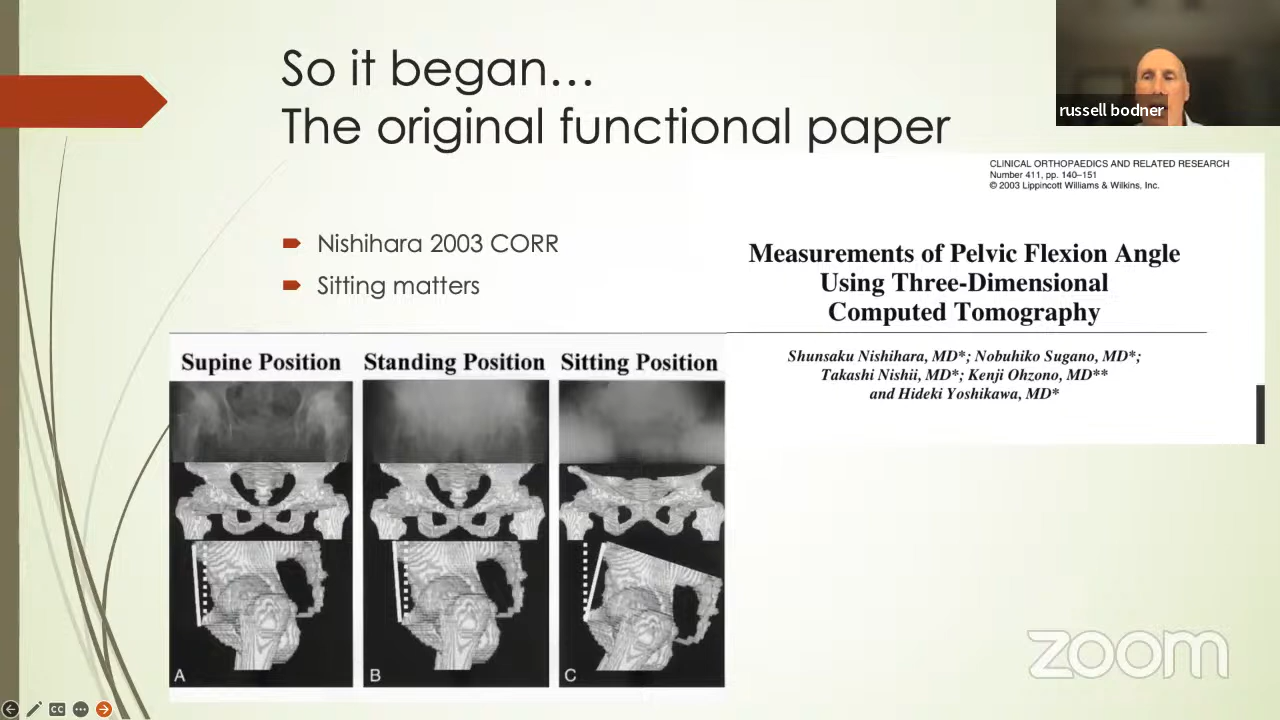 So it began…
The original functional paper
russell bodner
CLINICAL ORTHOPAEDICS AND RELATED RESEARCH
Number 411, pp. 140–151
© 2003 Lippincott Williams & Wilkins, Inc.
Nishihara 2003 CORR
Sitting matters
Measurements of Pelvic Flexion Angle
Using Three-Dimensional
Computed Tomography
Shunsaku Nishihara, MD*; Nobuhiko Sugano, MD*;
Takashi Nishii, MD*; Kenji Ohzono, MD**
and Hideki Yoshikawa, MD*
Supine Position
Standing Position
Sitting Position
A
B
C
zoom
CC